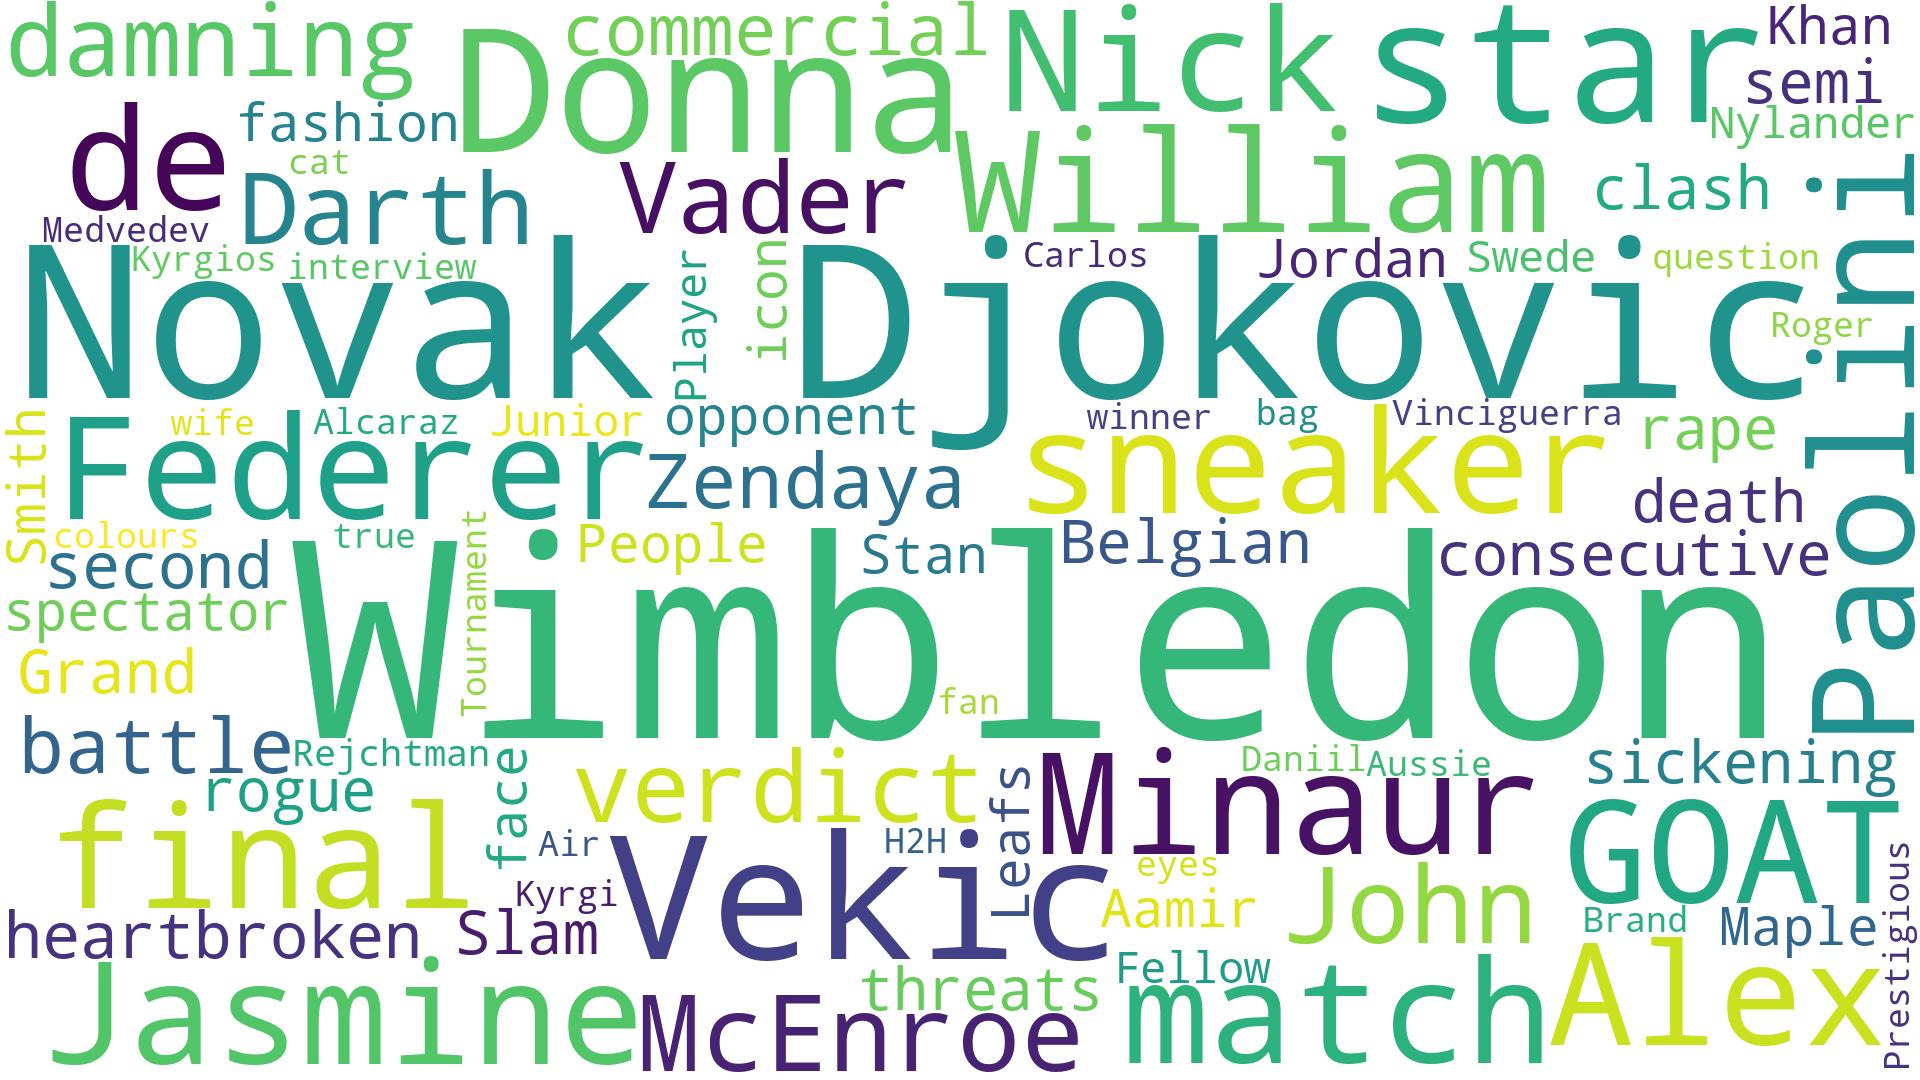 damning
Donna
commercial
Nick
star
Khan
semi
Nylander
de
fashion
cat
Darth
Vader
William
clash
Medvedev
Kyrgios
interview
Novak
Player
icon
Djokovic
Carlos
Jordan
Swede
question
Roger
Paolini
Smith
Federer
wife
Alcaraz
Junior
opponent
Zendaya
winner
bag
Vinciguerra
sneaker
rape
death
colours
true
second
Tournament
People
Stan
Belgian
consecutive
spectator
Wimbledon
Grand
fan
battle
Rejchtman
rogue
face
verdict
Leafs
Minaur
Daniil
Aussie
sickening
final
Air
Kyrgi
Vekic
H2H
eyes
Aamir
John
GOAT
Brand
Maple
Prestigious
heartbroken
Slam
Jasmine
McEnroe
threats
Fellow
match
Alex